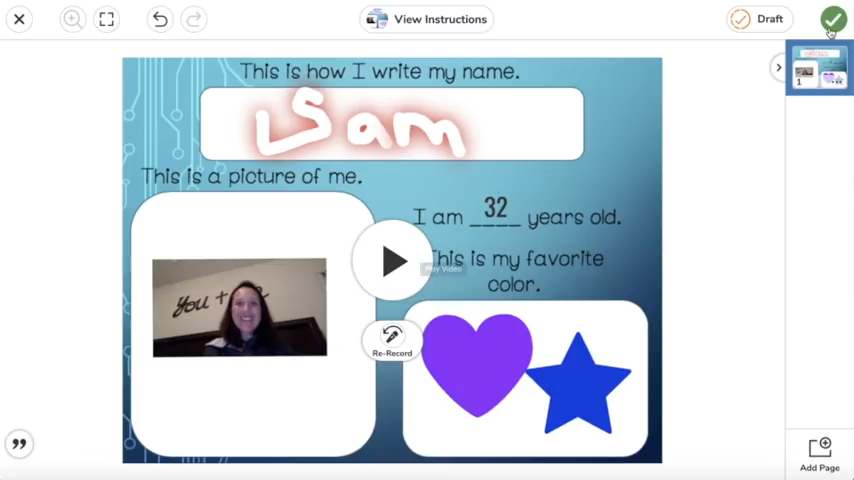 View Instructions
Draft
This is how I write my name.
Sam
This is a picture of me.
I am 32 years old.
This is my favorite
color.
Play Video
Re-Record
1
Add Page